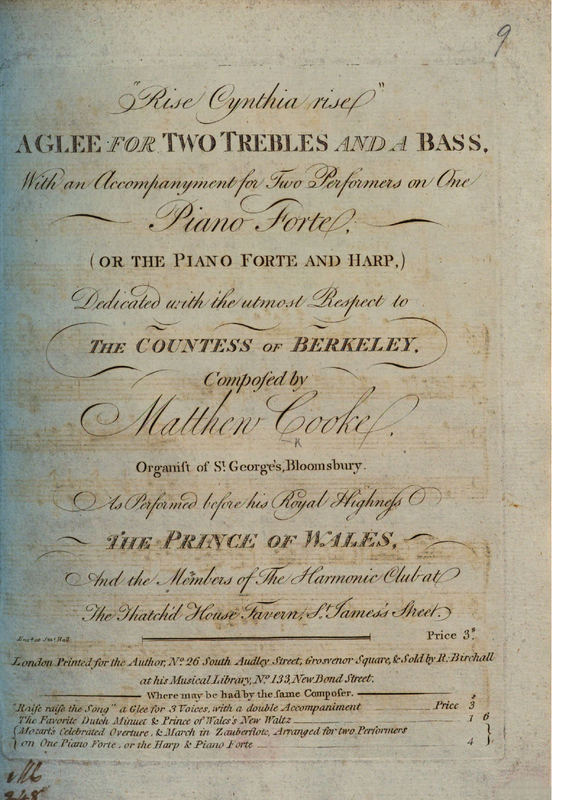 9
"Rise Cynthia rise"
A GLEE FOR TWO TREBLES AND A BASS,
With an Accompanyment for Two Performers on One
Piano Forte,
(OR THE PIANO FORTE AND HARP,)
Dedicated with the utmost Respect to
THE COUNTESS OF BERKELEY.
Compoſed by
Matthew Cooke.
Organiſt of St. George's, Bloomsbury.
As Performed before his Royal Highneſs
THE PRINCE OF WALES,
And the Members of The Harmonic Club at
The Thatch'd House Tavern, St. James's Street.
Price 3s.
London Printed for the Author, No. 26 South Audley Street, Grosvenor Square, & Sold by R. Birchall
at his Musical Library, No. 133, New Bond Street.
Where may be had by the ſame Composer.
"Raiſe raiſe the Song" a Glee for 3 Voices, with a double Accompaniment Price 3s
The Favorite Dutch Minuet & Prince of Wales's New Waltz 1 6
Mozart's Celebrated Overture, & March in Zauberflote, Arranged for two Performers
on One Piano Forte, or the Harp & Piano Forte 4